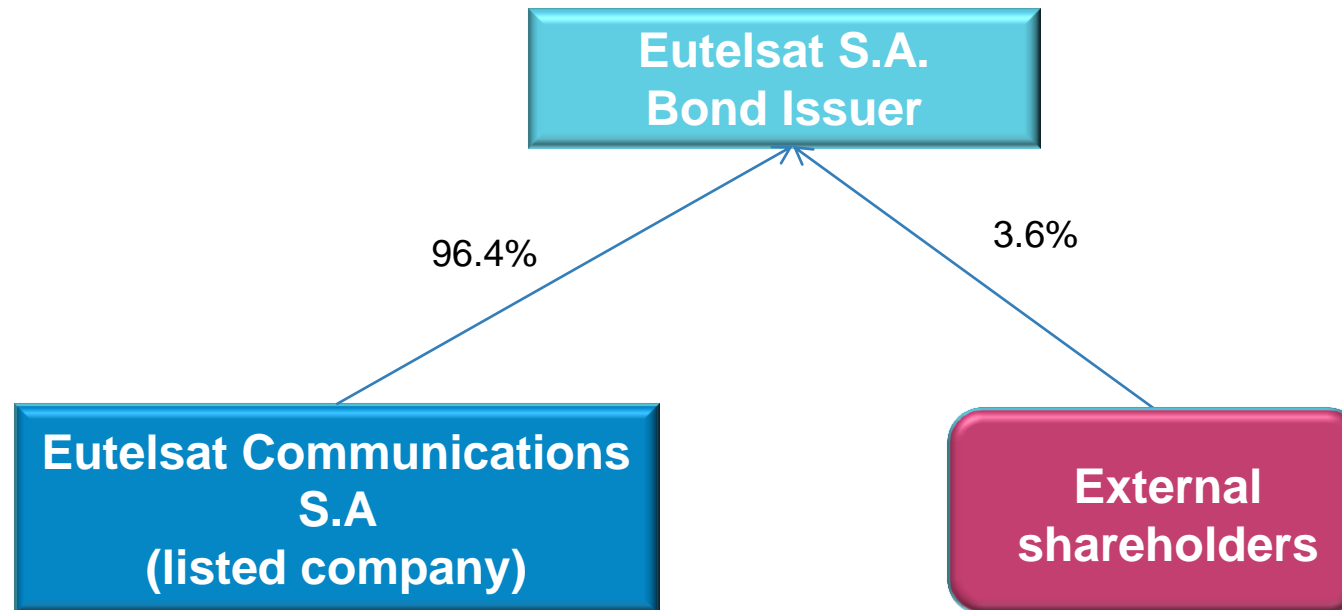 Eutelsat S.A.
Bond Issuer
96.4%
3.6%
Eutelsat Communications
S.A
(listed company)
External
shareholders